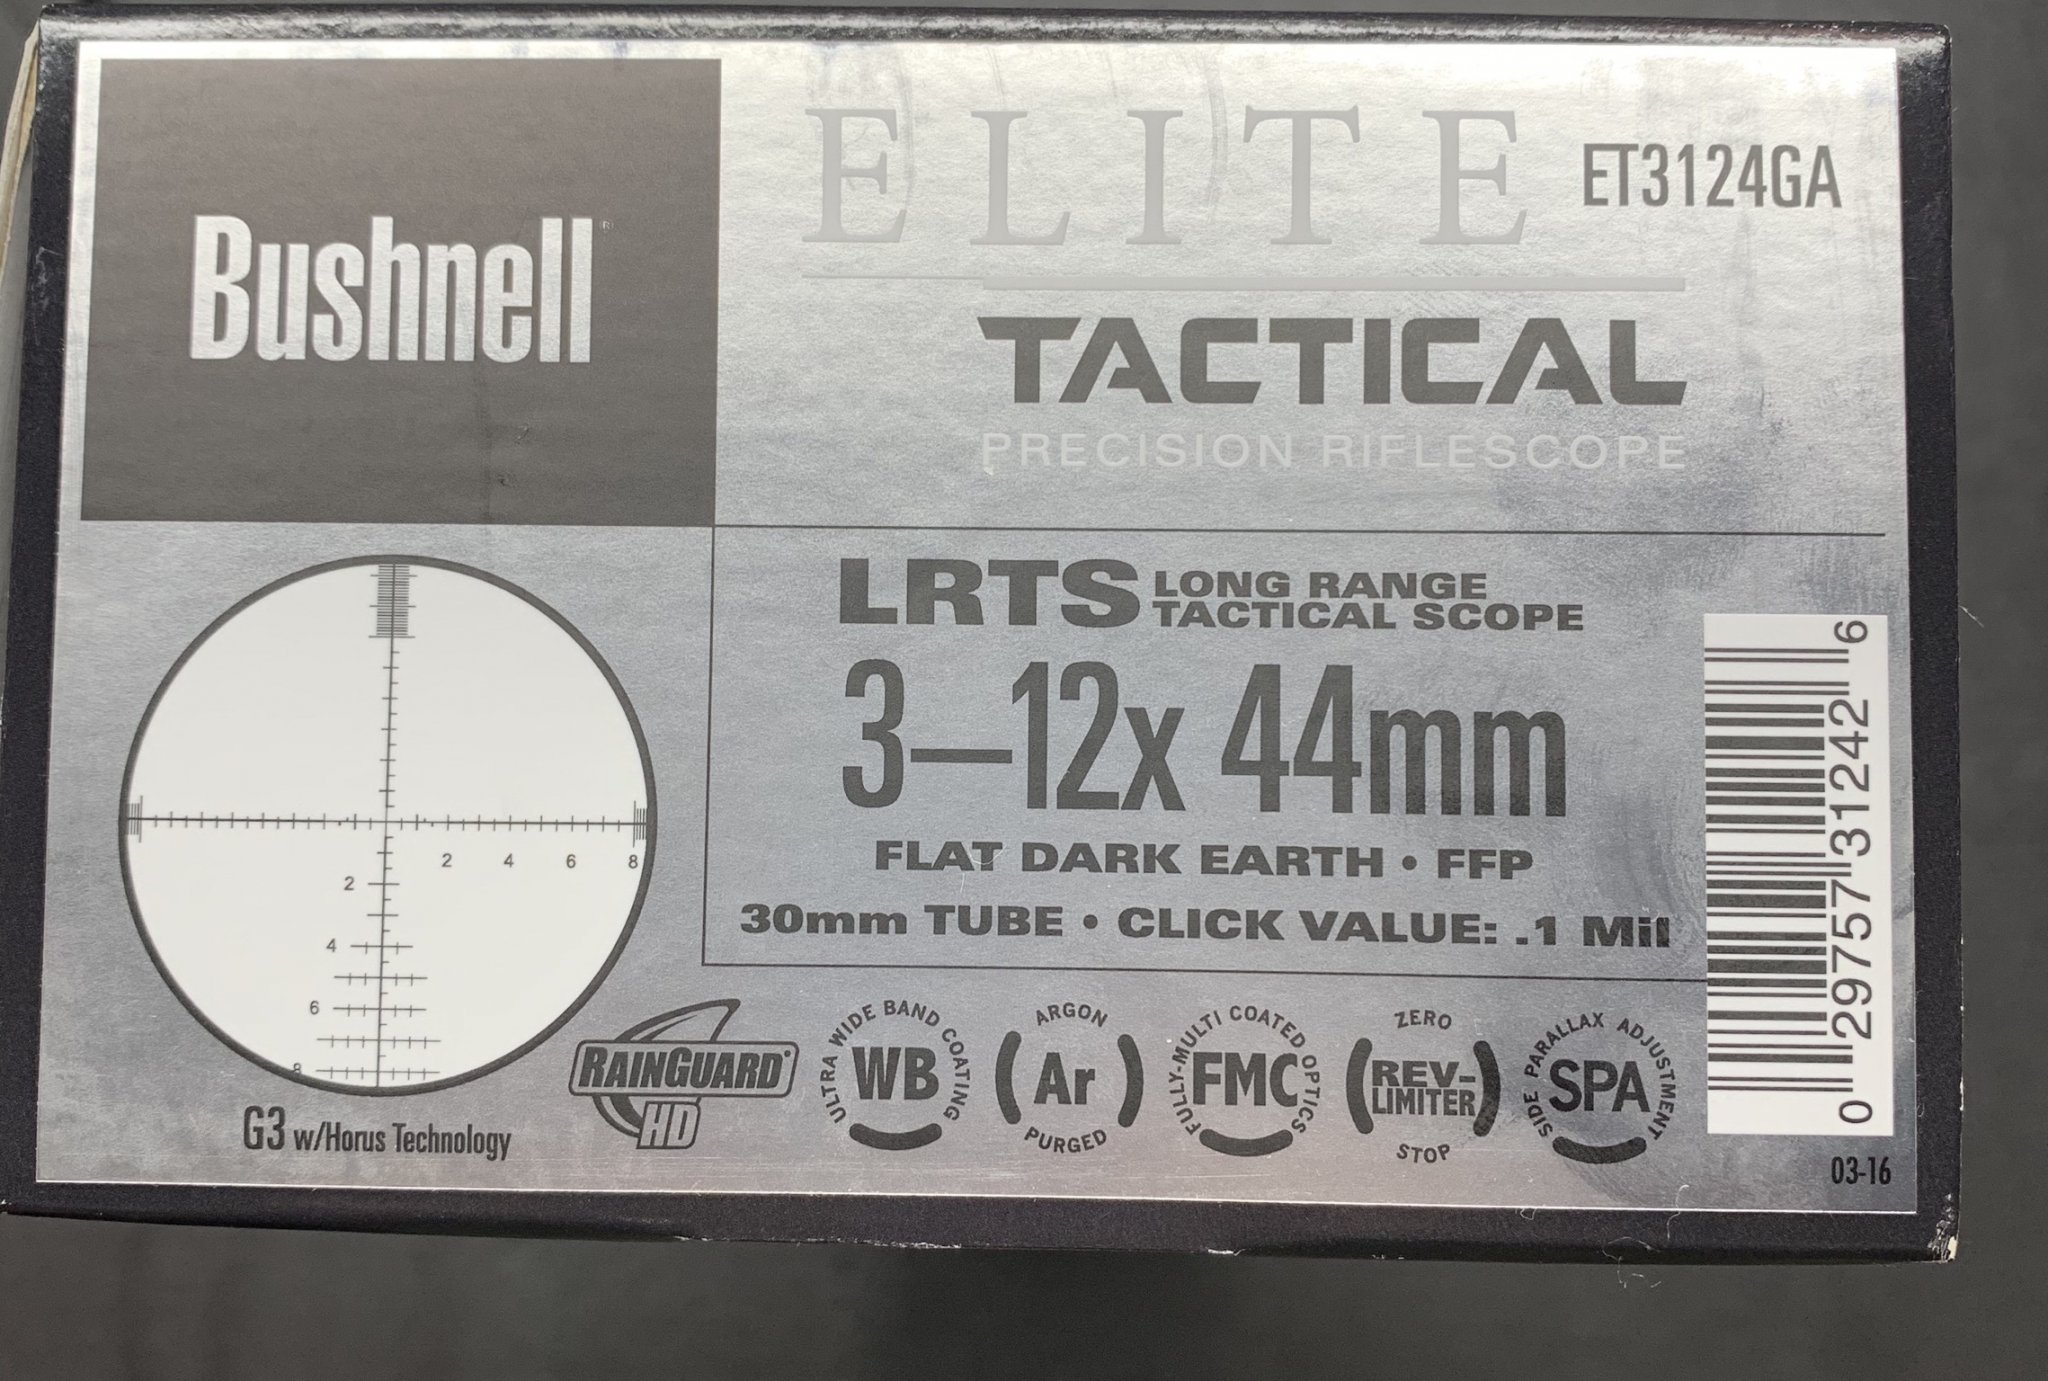 Bushnell®
ELITE
ET3124GA
TACTICAL
PRECISION RIFLESCOPE
LRTS LONG RANGE
TACTICAL SCOPE
3–12x 44mm
FLAT DARK EARTH • FFP
30mm TUBE • CLICK VALUE: .1 Mil
2 4 6 8
2
4
6
8
G3 w/Horus Technology
RAINGUARD®
HD
ULTRA WIDE BAND COATING
WB
ARGON
Ar
PURGED
FULLY-MULTI COATED OPTICS
FMC
ZERO
REV-
LIMITER
STOP
SIDE PARALLAX ADJUSTMENT
SPA
0 29757 31242 6
03-16